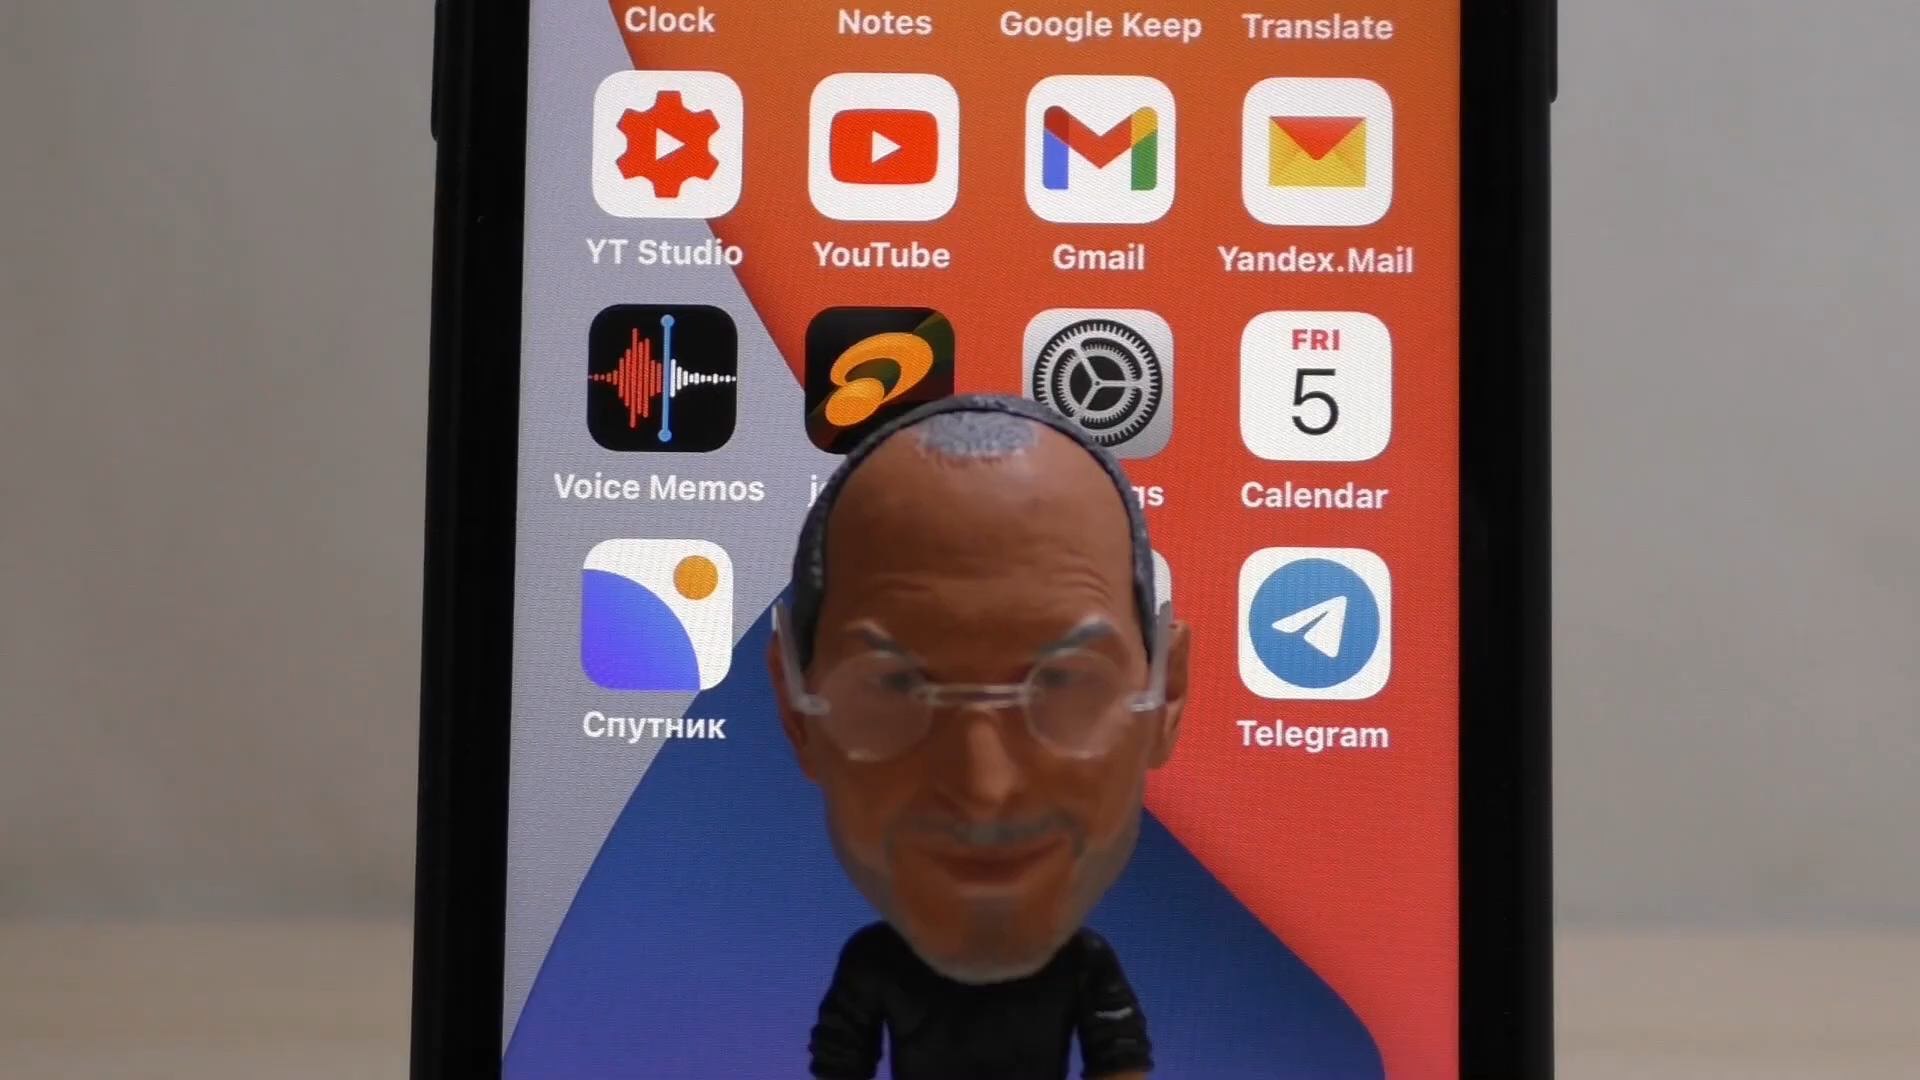 Clock Notes Google Keep Translate
YT Studio YouTube Gmail Yandex.Mail
FRI
5
Voice Memos Calendar
Спутник Telegram